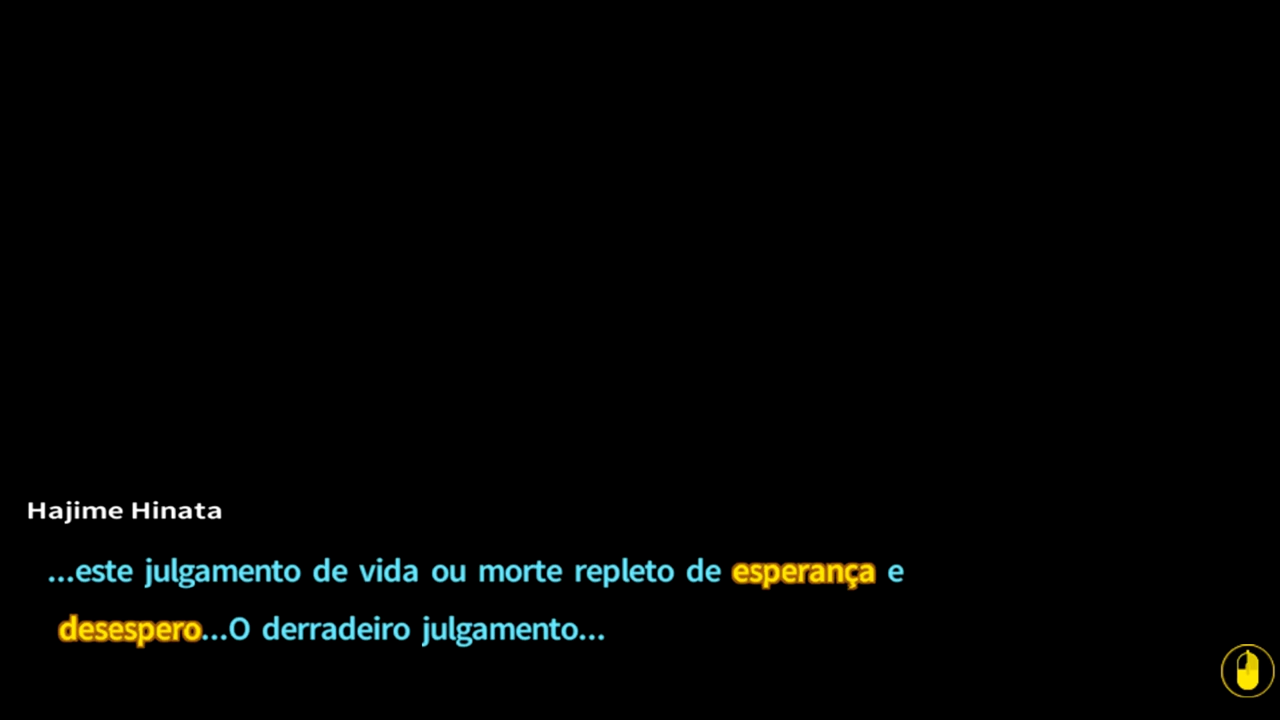 Hajime Hinata
...este julgamento de vida ou morte repleto de esperança e
desespero...O derradeiro julgamento...